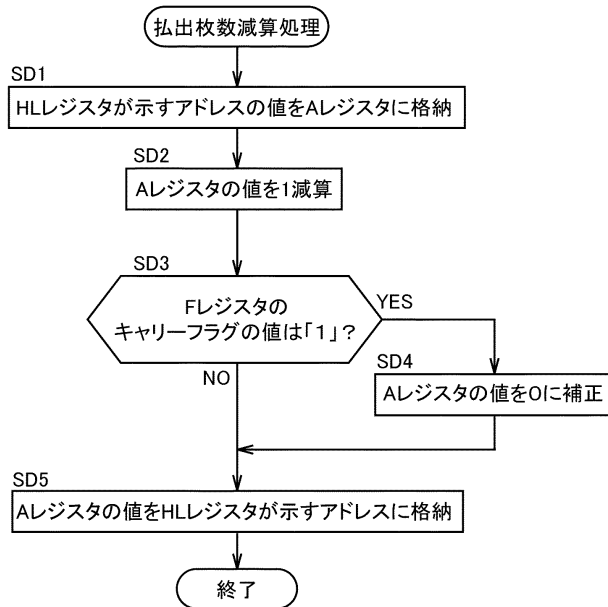 払出枚数減算処理
SD1
HLレジスタが示すアドレスの値をAレジスタに格納
SD2
Aレジスタの値を1減算
SD3
Fレジスタの
キャリーフラグの値は「1」?
YES
NO
SD4
Aレジスタの値を0に補正
SD5
Aレジスタの値をHLレジスタが示すアドレスに格納
終了